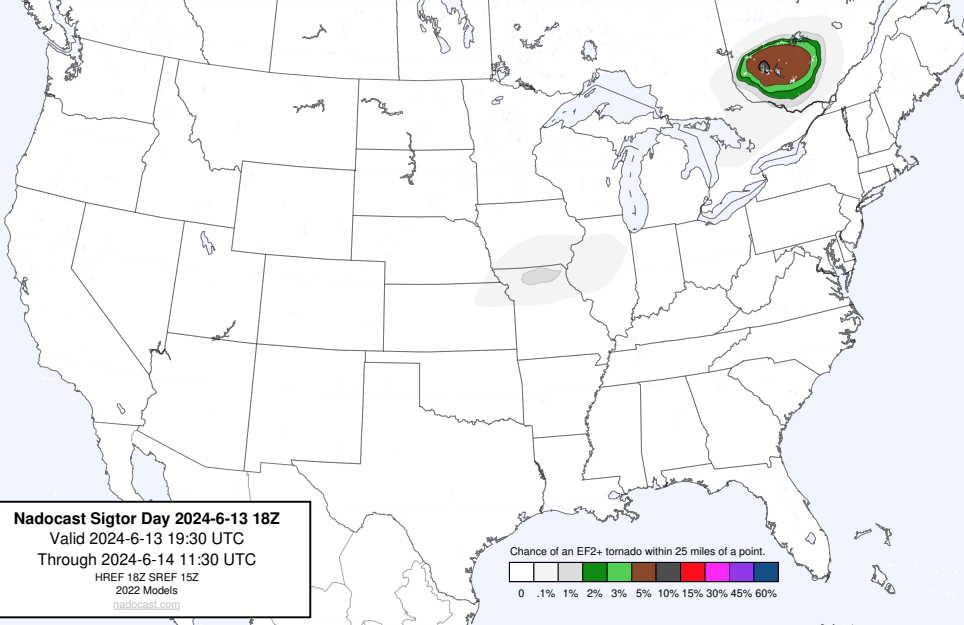 Nadocast Sigtor Day 2024-6-13 18Z
Valid 2024-6-13 19:30 UTC
Through 2024-6-14 11:30 UTC
HREF 18Z SREF 15Z
2022 Models
nadocast.com
Chance of an EF2+ tornado within 25 miles of a point.
0 .1% 1% 2% 3% 5% 10% 15% 30% 45% 60%